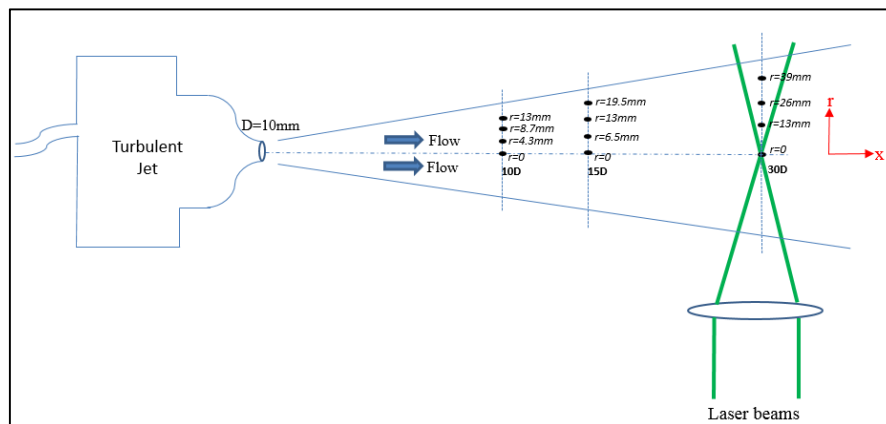 D=10mm
Turbulent
Jet
Flow
Flow
r=13mm
r=8.7mm
r=4.3mm
r=0
10D
r=19.5mm
r=13mm
r=6.5mm
r=0
15D
r=39mm
r=26mm
r=13mm
r=0
30D
r
x
Laser beams